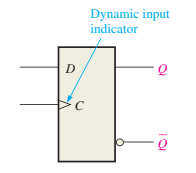 Dynamic input
indicator
D
Q
C
Q̅